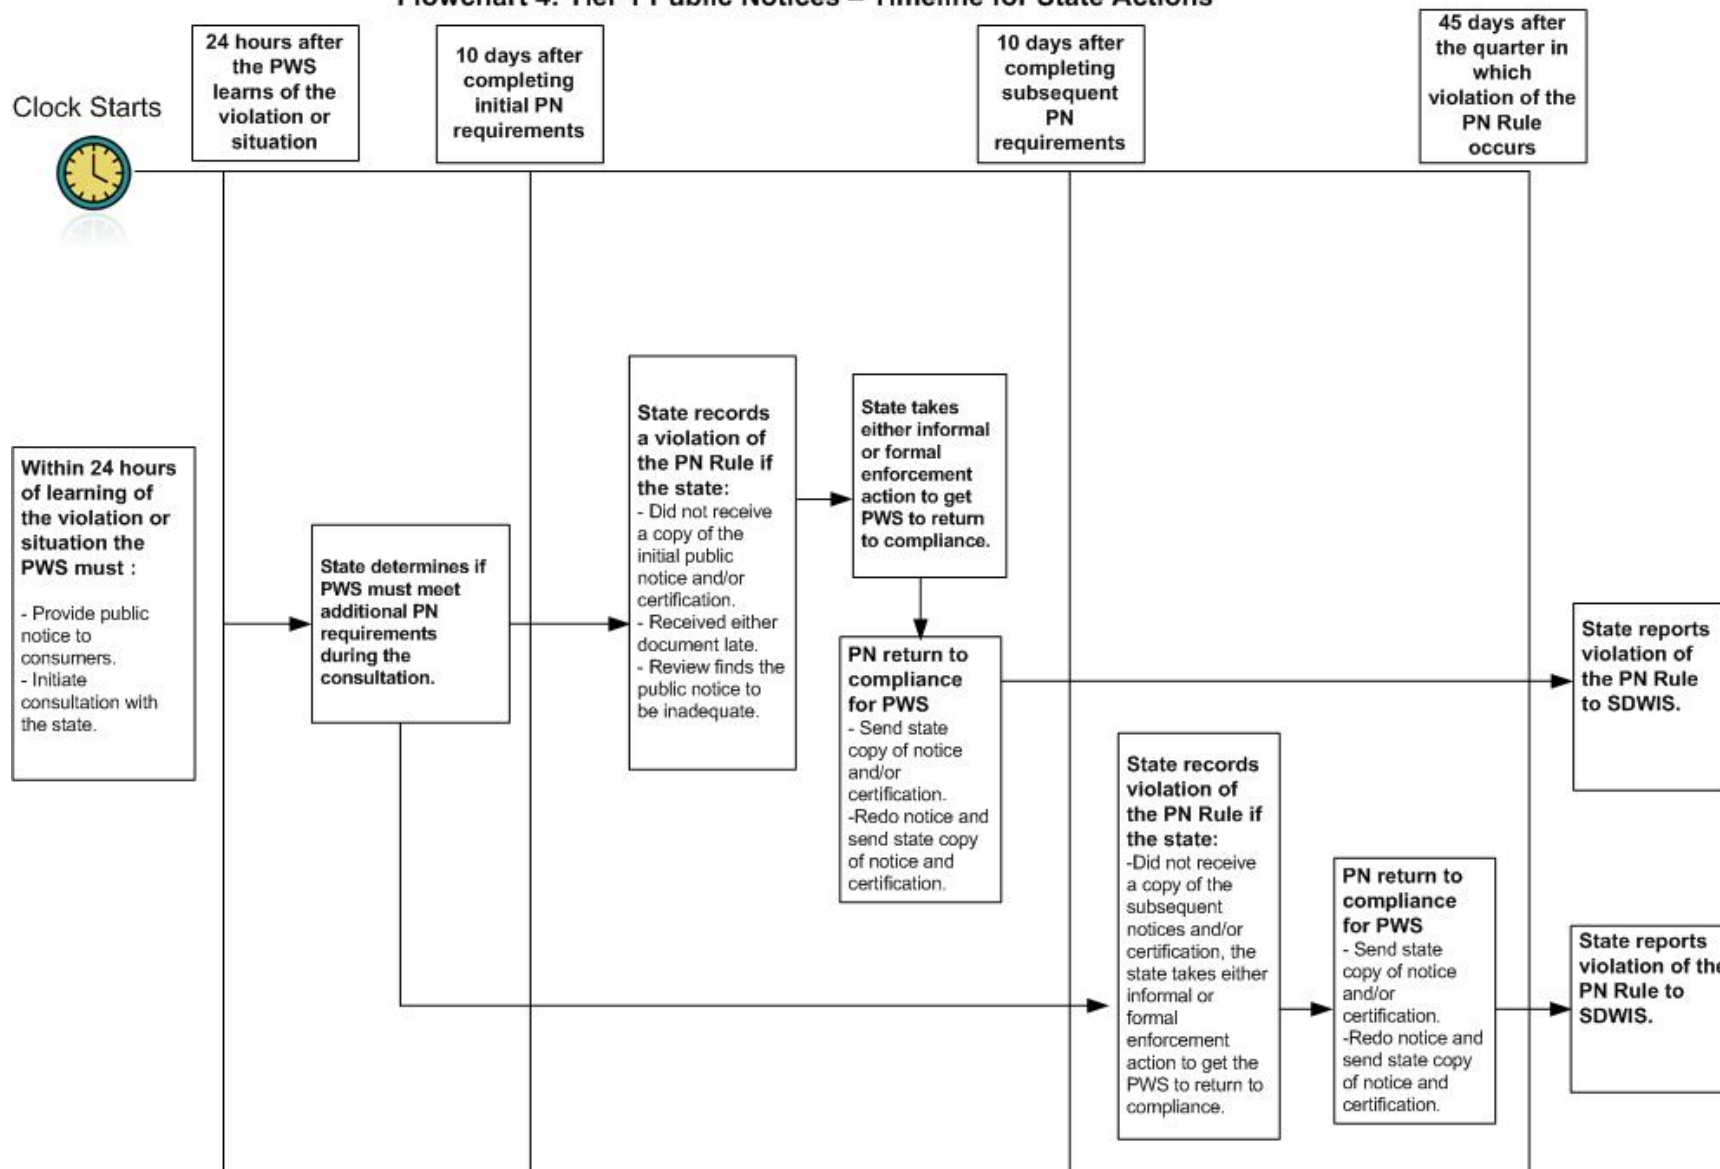 Flowchart 4: Tier 1 Public Notices – Timeline for State Actions
Clock Starts
24 hours after
the PWS
learns of the
violation or
situation
10 days after
completing
initial PN
requirements
10 days after
completing
subsequent
PN
requirements
45 days after
the quarter in
which
violation of the
PN Rule
occurs
Within 24 hours
of learning of
the violation or
situation the
PWS must :
- Provide public
notice to
consumers.
- Initiate
consultation with
the state.
State determines if
PWS must meet
additional PN
requirements
during the
consultation.
State records
a violation of
the PN Rule if
the state:
- Did not receive
a copy of the
initial public
notice and/or
certification.
- Received either
document late.
- Review finds the
public notice to
be inadequate.
State takes
either informal
or formal
enforcement
action to get
PWS to return
to compliance.
PN return to
compliance
for PWS
- Send state
copy of notice
and/or
certification.
-Redo notice and
send state copy
of notice and
certification.
State reports
violation of
the PN Rule
to SDWIS.
State records
violation of
the PN Rule if
the state:
-Did not receive
a copy of the
subsequent
notices and/or
certification, the
state takes either
informal or
formal
enforcement
action to get the
PWS to return to
compliance.
PN return to
compliance
for PWS
- Send state
copy of notice
and/or
certification.
-Redo notice and
send state copy
of notice and
certification.
State reports
violation of the
PN Rule to
SDWIS.